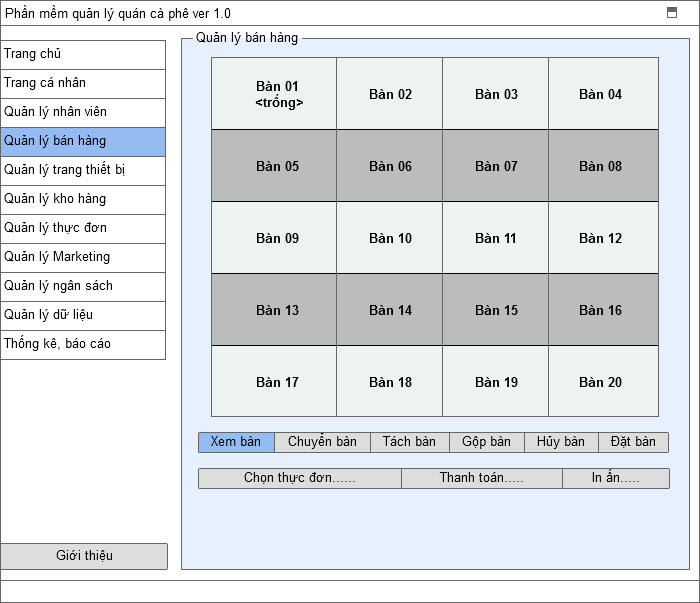 Phần mềm quản lý quán cà phê ver 1.0
Trang chủ
Trang cá nhân
Quản lý nhân viên
Quản lý bán hàng
Quản lý trang thiết bị
Quản lý kho hàng
Quản lý thực đơn
Quản lý Marketing
Quản lý ngân sách
Quản lý dữ liệu
Thống kê, báo cáo
Giới thiệu
Quản lý bán hàng
Bàn 01
<trống>
Bàn 02
Bàn 03
Bàn 04
Bàn 05
Bàn 06
Bàn 07
Bàn 08
Bàn 09
Bàn 10
Bàn 11
Bàn 12
Bàn 13
Bàn 14
Bàn 15
Bàn 16
Bàn 17
Bàn 18
Bàn 19
Bàn 20
Xem bàn
Chuyển bàn
Tách bàn
Gộp bàn
Hủy bàn
Đặt bàn
Chọn thực đơn......
Thanh toán.....
In ấn.....